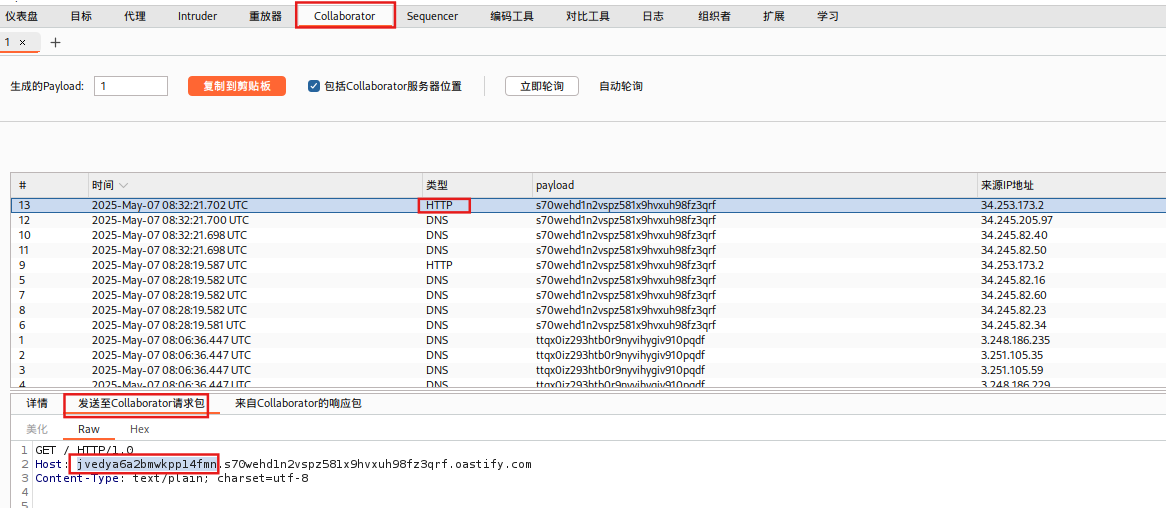 仪表盘 目标 代理 Intruder 重放器 Collaborator Sequencer 编码工具 对比工具 日志 组织者 扩展 学习
1 × +
生成的Payload: 1 复制到剪贴板 包括Collaborator服务器位置 立即轮询 自动轮询
# 时间 类型 payload 来源IP地址
13 2025-May-07 08:32:21.702 UTC HTTP s70wehd1n2vspz581x9hvxuh98fz3qrf 34.253.173.2
12 2025-May-07 08:32:21.700 UTC DNS s70wehd1n2vspz581x9hvxuh98fz3qrf 34.245.205.97
10 2025-May-07 08:32:21.698 UTC DNS s70wehd1n2vspz581x9hvxuh98fz3qrf 34.245.82.40
11 2025-May-07 08:32:21.698 UTC DNS s70wehd1n2vspz581x9hvxuh98fz3qrf 34.245.82.50
9 2025-May-07 08:28:19.587 UTC HTTP s70wehd1n2vspz581x9hvxuh98fz3qrf 34.253.173.2
5 2025-May-07 08:28:19.582 UTC DNS s70wehd1n2vspz581x9hvxuh98fz3qrf 34.245.82.16
7 2025-May-07 08:28:19.582 UTC DNS s70wehd1n2vspz581x9hvxuh98fz3qrf 34.245.82.60
8 2025-May-07 08:28:19.582 UTC DNS s70wehd1n2vspz581x9hvxuh98fz3qrf 34.245.82.23
6 2025-May-07 08:28:19.581 UTC DNS s70wehd1n2vspz581x9hvxuh98fz3qrf 34.245.82.34
1 2025-May-07 08:06:36.447 UTC DNS ttqx0iz293htb0r9nyvihygiv910pqdf 3.248.186.235
2 2025-May-07 08:06:36.447 UTC DNS ttqx0iz293htb0r9nyvihygiv910pqdf 3.251.105.35
3 2025-May-07 08:06:36.447 UTC DNS ttqx0iz293htb0r9nyvihygiv910pqdf 3.251.105.59
4 2025-May-07 08:06:36.447 UTC DNS ttqx0iz293htb0r9nyvihygiv910pqdf 3.248.186.229
详情 发送至Collaborator请求包 来自Collaborator的响应包
美化 Raw Hex
1 GET / HTTP/1.0
2 Host: jvedya6a2bmwkpp14fmn.s70wehd1n2vspz581x9hvxuh98fz3qrf.oastify.com
3 Content-Type: text/plain; charset=utf-8
4
5